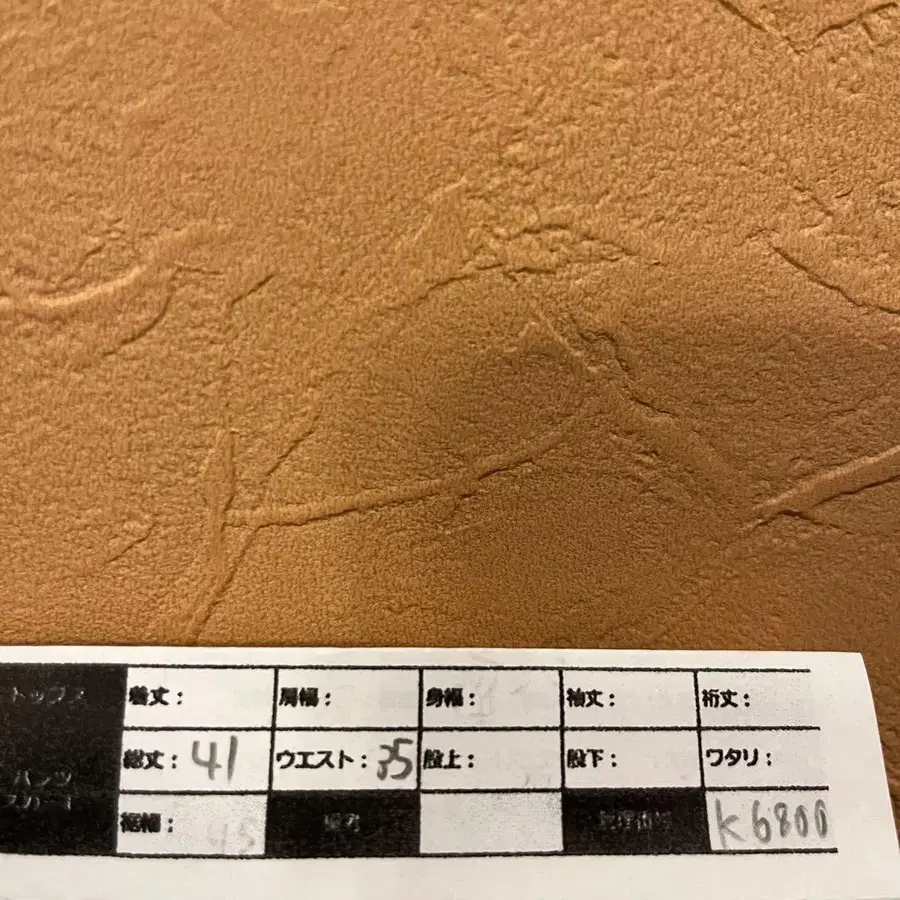 トップス 着丈： 肩幅： 身幅： 袖丈： 裄丈：
パンツ スカート 総丈：41 ウエスト：35 股上： 股下： ワタリ：
裾幅：45 K6800